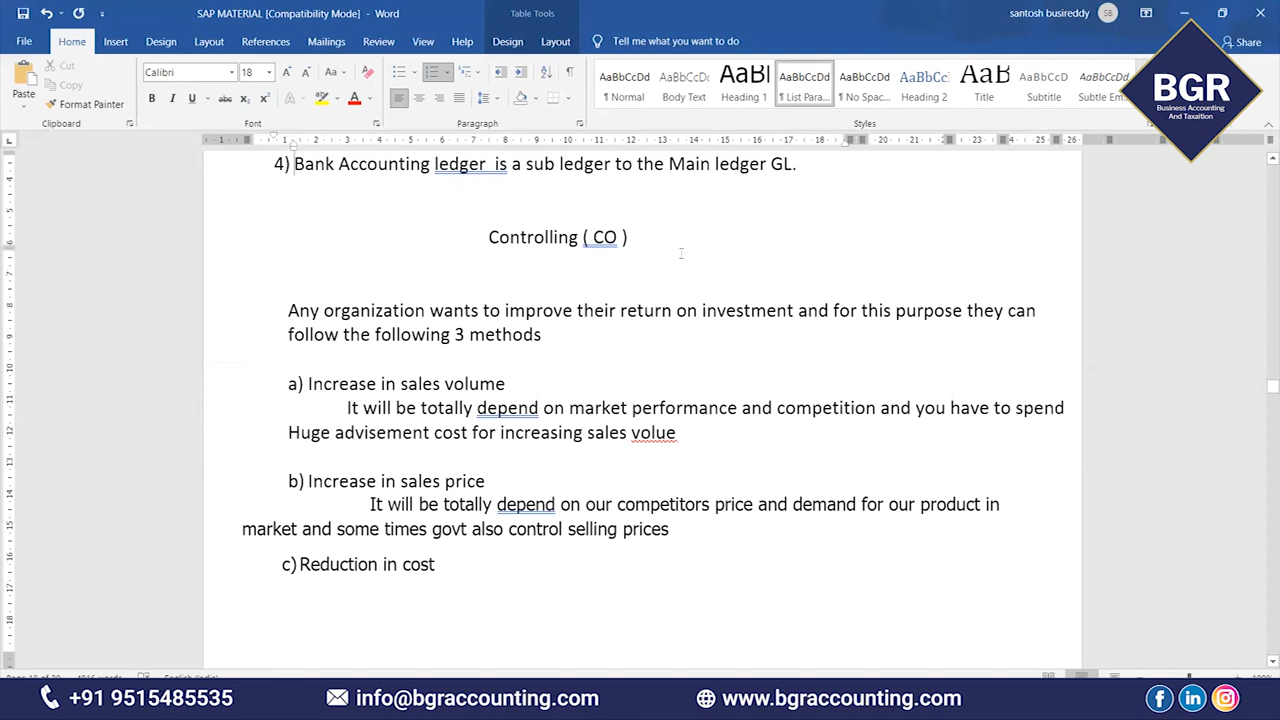 SAP MATERIAL [Compatibility Mode] - Word
Table Tools
santosh busireddy
SB
File Home Insert Design Layout References Mailings Review View Help Design Layout Tell me what you want to do
Share
Paste
Cut
Copy
Format Painter
Clipboard
Calibri 18
Font
Paragraph
AaBbCcDd AaBbCcDd AaBbC AaBbCcDd AaBbCcDd AaBbCc AaBbC AaBbCcD AaBbCcDd
¶ Normal Body Text Heading 1 ¶ List Para... ¶ No Spac... Heading 2 Title Subtitle Subtle Em...
Styles
BGR
Business Accounting
And Taxaition
4) Bank Accounting ledger is a sub ledger to the Main ledger GL.
Controlling ( CO )
Any organization wants to improve their return on investment and for this purpose they can
follow the following 3 methods
a) Increase in sales volume
It will be totally depend on market performance and competition and you have to spend
Huge advisement cost for increasing sales volue
b) Increase in sales price
It will be totally depend on our competitors price and demand for our product in
market and some times govt also control selling prices
c) Reduction in cost
+91 9515485535 info@bgraccounting.com www.bgraccounting.com